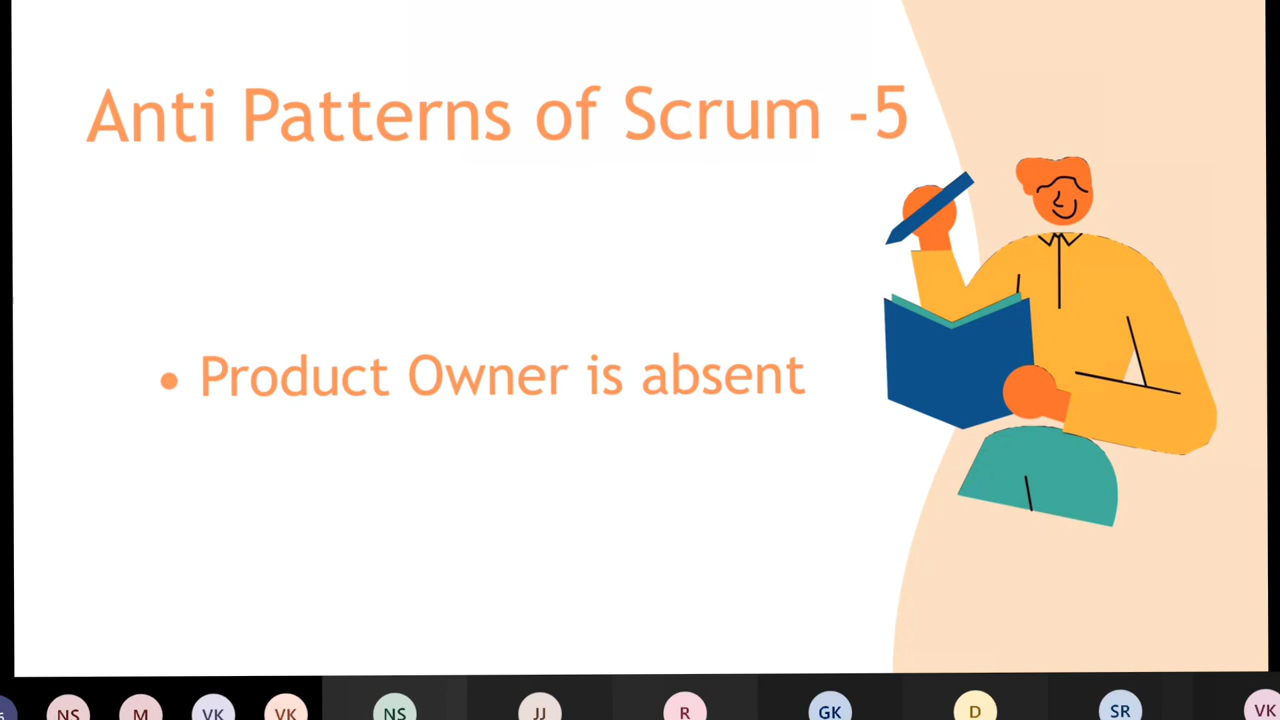 Anti Patterns of Scrum -5
• Product Owner is absent
NS M VK VK NS JJ R GK D SR VK